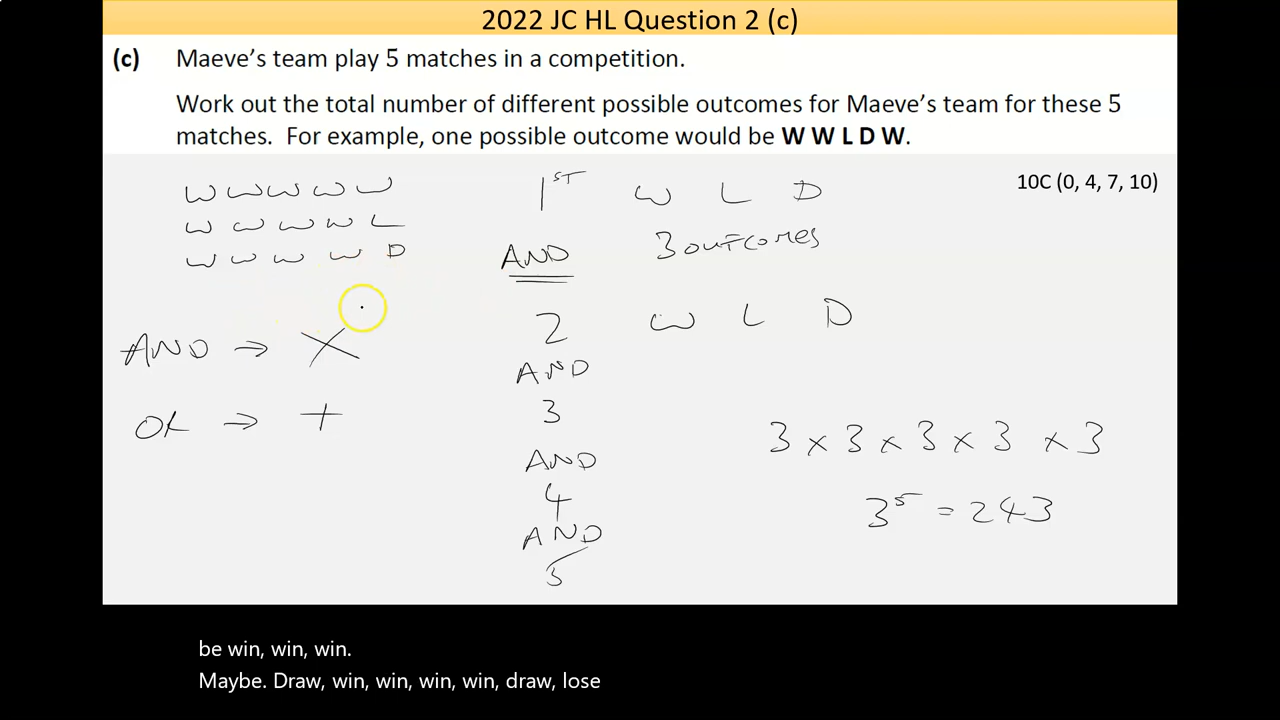 2022 JC HL Question 2 (c)
(c) Maeve's team play 5 matches in a competition.
Work out the total number of different possible outcomes for Maeve's team for these 5
matches. For example, one possible outcome would be W W L D W.
10C (0, 4, 7, 10)
W W W W W
W W W W L
W W W W D
AND → ×
OR → +
1ST W L D
AND 3 outcomes
2 W L D
AND
3
AND
4
AND
5
3 × 3 × 3 × 3 × 3
3⁵ = 243
be win, win, win.
Maybe. Draw, win, win, win, win, draw, lose